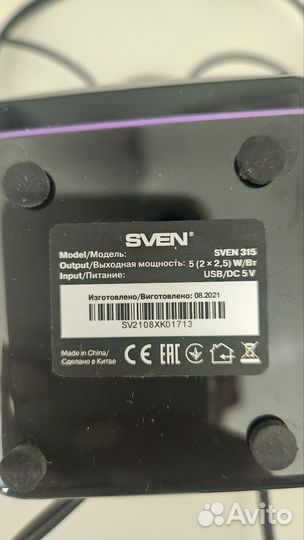 SVEN
Model/Модель: SVEN 315
Output/Выходная мощность: 5 (2 × 2,5) W/Вт
Input/Питание: USB/DC 5 V
Изготовлено/Виготовлено: 08.2021
SV2108XK01713
Made in China/
Сделано в Китае
CE EAC
Avito